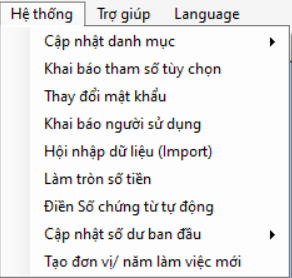 Hệ thống Trợ giúp Language
Cập nhật danh mục
Khai báo tham số tùy chọn
Thay đổi mật khẩu
Khai báo người sử dụng
Hội nhập dữ liệu (Import)
Làm tròn số tiền
Điền Số chứng từ tự động
Cập nhật số dư ban đầu
Tạo đơn vị/ năm làm việc mới